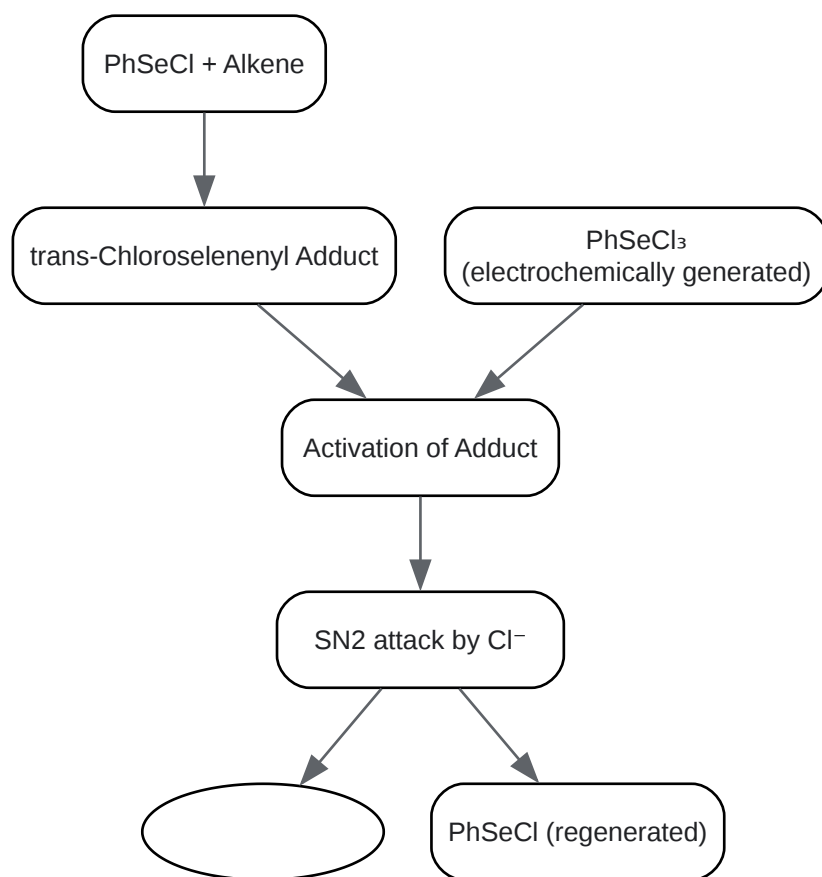 PhSeCl + Alkene
trans-Chloroselenenyl Adduct
PhSeCl₃
(electrochemically generated)
Activation of Adduct
SN2 attack by Cl⁻
PhSeCl (regenerated)